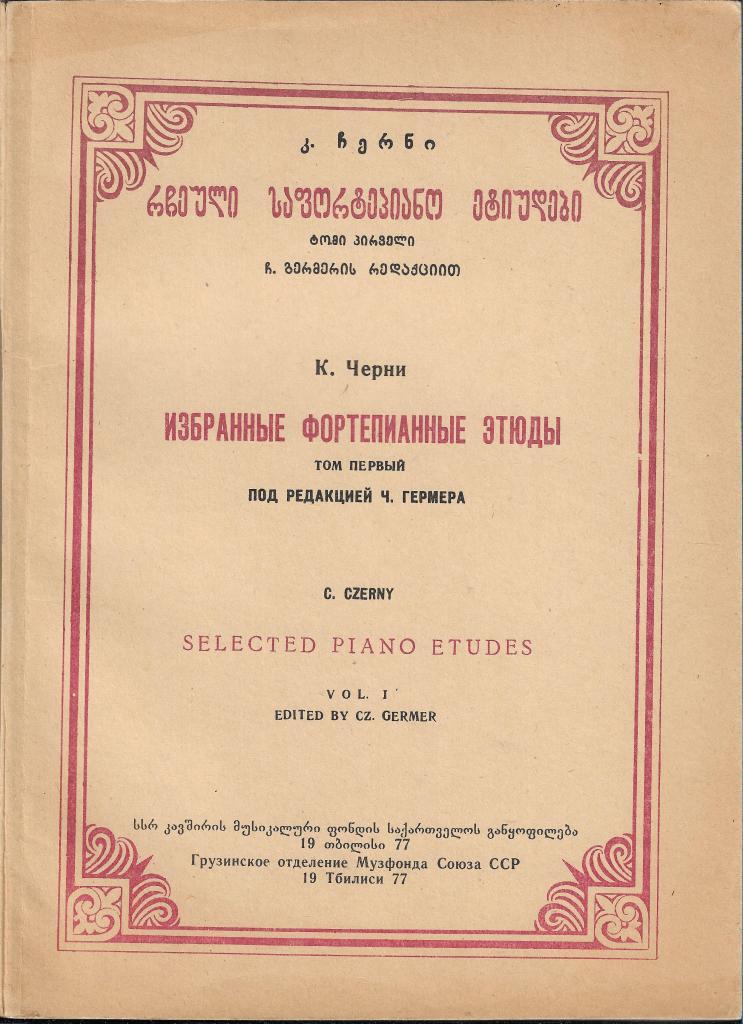 კ. ჩერნი
რჩეული საფორტეპიანო ეტიუდები
ტომი პირველი
ჩ. გერმერის რედაქციით
К. Черни
ИЗБРАННЫЕ ФОРТЕПИАННЫЕ ЭТЮДЫ
ТОМ ПЕРВЫЙ
ПОД РЕДАКЦИЕЙ Ч. ГЕРМЕРА
C. CZERNY
SELECTED PIANO ETUDES
VOL. I
EDITED BY CZ. GERMER
სსრ კავშირის მუსიკალური ფონდის საქართველოს განყოფილება
19 თბილისი 77
Грузинское отделение Музфонда Союза ССР
19 Тбилиси 77